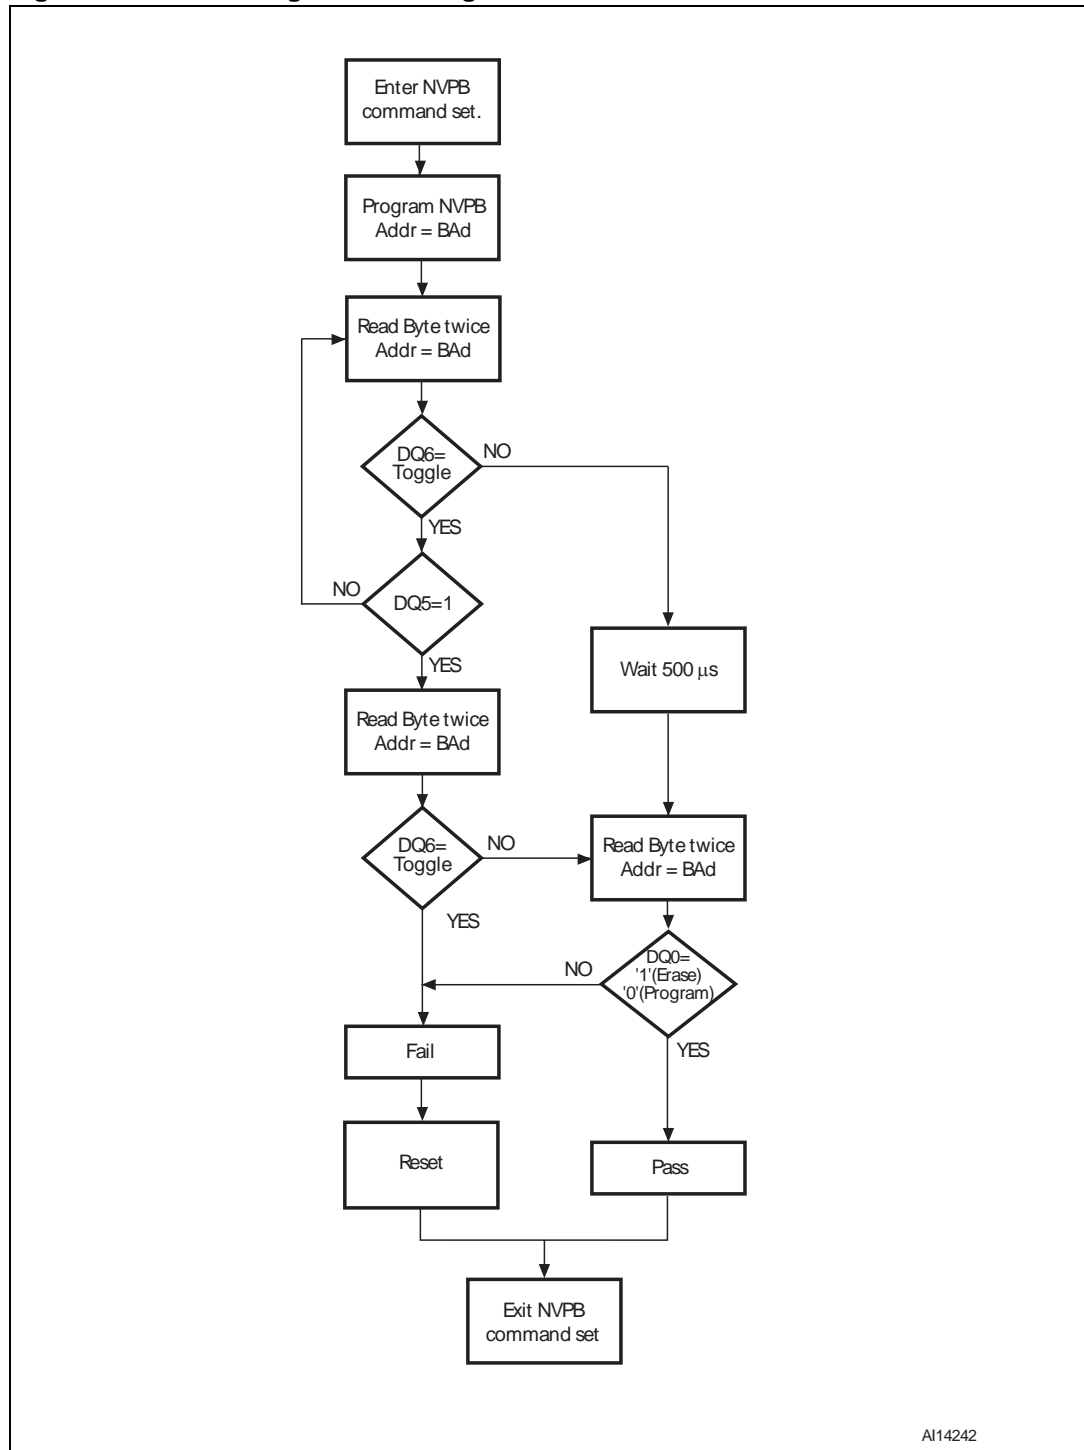 Enter NVPB
command set.
Program NVPB
Addr = BAd
Read Byte twice
Addr = BAd
DQ6=
Toggle
NO
YES
NO
DQ5=1
YES
Wait 500 μs
Read Byte twice
Addr = BAd
DQ6=
Toggle
NO
Read Byte twice
Addr = BAd
YES
DQ0=
'1'(Erase)
'0'(Program)
NO
YES
Fail
Reset
Pass
Exit NVPB
command set
AI14242